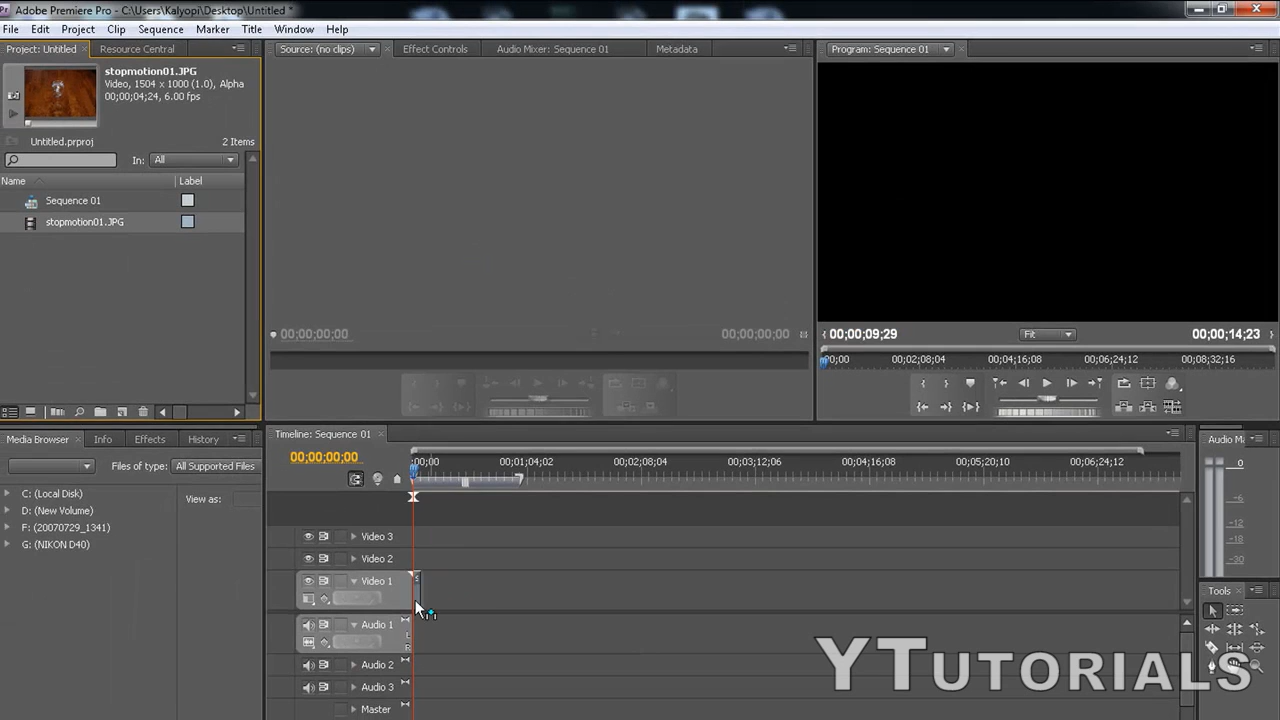 Adobe Premiere Pro - C:\Users\Kalyopi\Desktop\Untitled *
File Edit Project Clip Sequence Marker Title Window Help
Project: Untitled Resource Central
Source: (no clips) Effect Controls Audio Mixer: Sequence 01 Metadata
Program: Sequence 01
stopmotion01.JPG
Video, 1504 x 1000 (1.0), Alpha
00;00;04;24, 6.00 fps
Untitled.prproj 2 Items
In: All
Name Label
Sequence 01
stopmotion01.JPG
00;00;00;00 00;00;00;00
00;00;09;29 Fit 00;00;14;23
00;00 00;02;08;04 00;04;16;08 00;06;24;12 00;08;32;16
Media Browser Info Effects History
Files of type: All Supported Files
C: (Local Disk) View as:
D: (New Volume)
F: (20070729_1341)
G: (NIKON D40)
Timeline: Sequence 01
00;00;00;00
;00;00 00;01;04;02 00;02;08;04 00;03;12;06 00;04;16;08 00;05;20;10 00;06;24;12
Video 3
Video 2
Video 1
Audio 1
L
R
Audio 2
Audio 3
Master
Audio Ma
0
-6
-12
-18
-30
Tools
YTUTORIALS